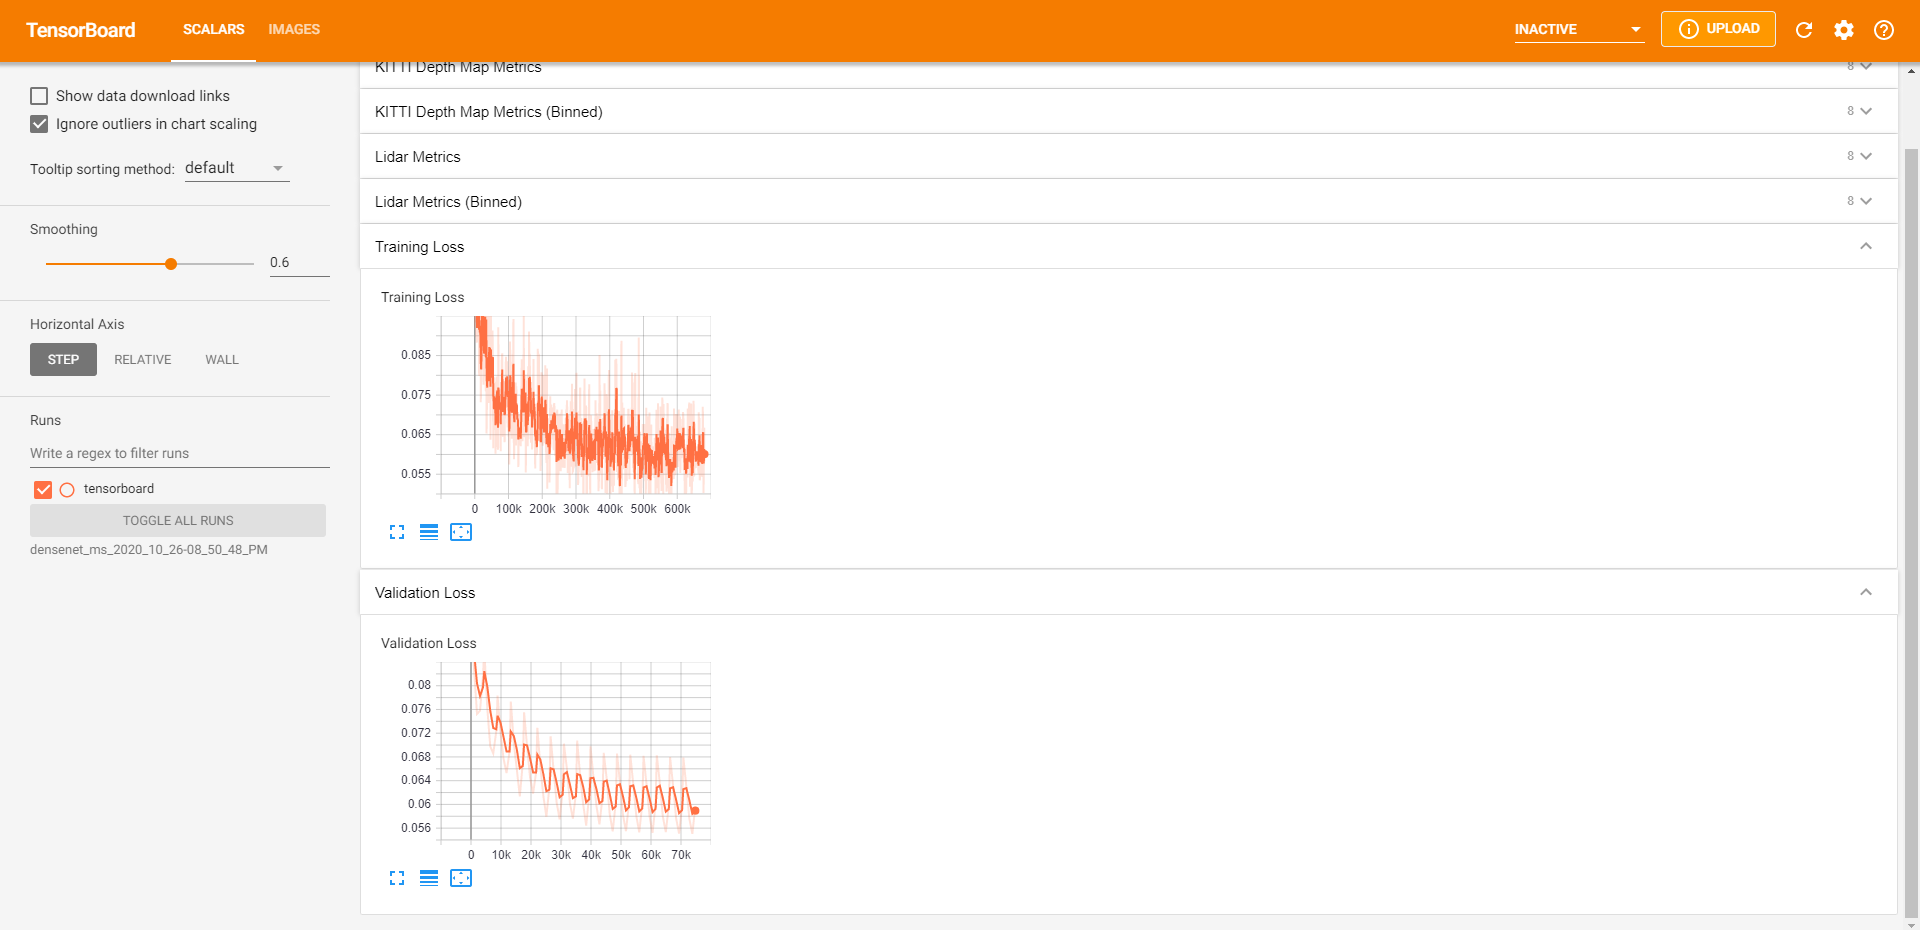 TensorBoard SCALARS IMAGES INACTIVE UPLOAD
Show data download links
Ignore outliers in chart scaling
Tooltip sorting method: default
Smoothing
0.6
Horizontal Axis
STEP RELATIVE WALL
Runs
Write a regex to filter runs
tensorboard
TOGGLE ALL RUNS
densenet_ms_2020_10_26-08_50_48_PM
KITTI Depth Map Metrics 8
KITTI Depth Map Metrics (Binned) 8
Lidar Metrics 8
Lidar Metrics (Binned) 8
Training Loss
Training Loss
0.085
0.075
0.065
0.055
0 100k 200k 300k 400k 500k 600k
Validation Loss
Validation Loss
0.08
0.076
0.072
0.068
0.064
0.06
0.056
0 10k 20k 30k 40k 50k 60k 70k